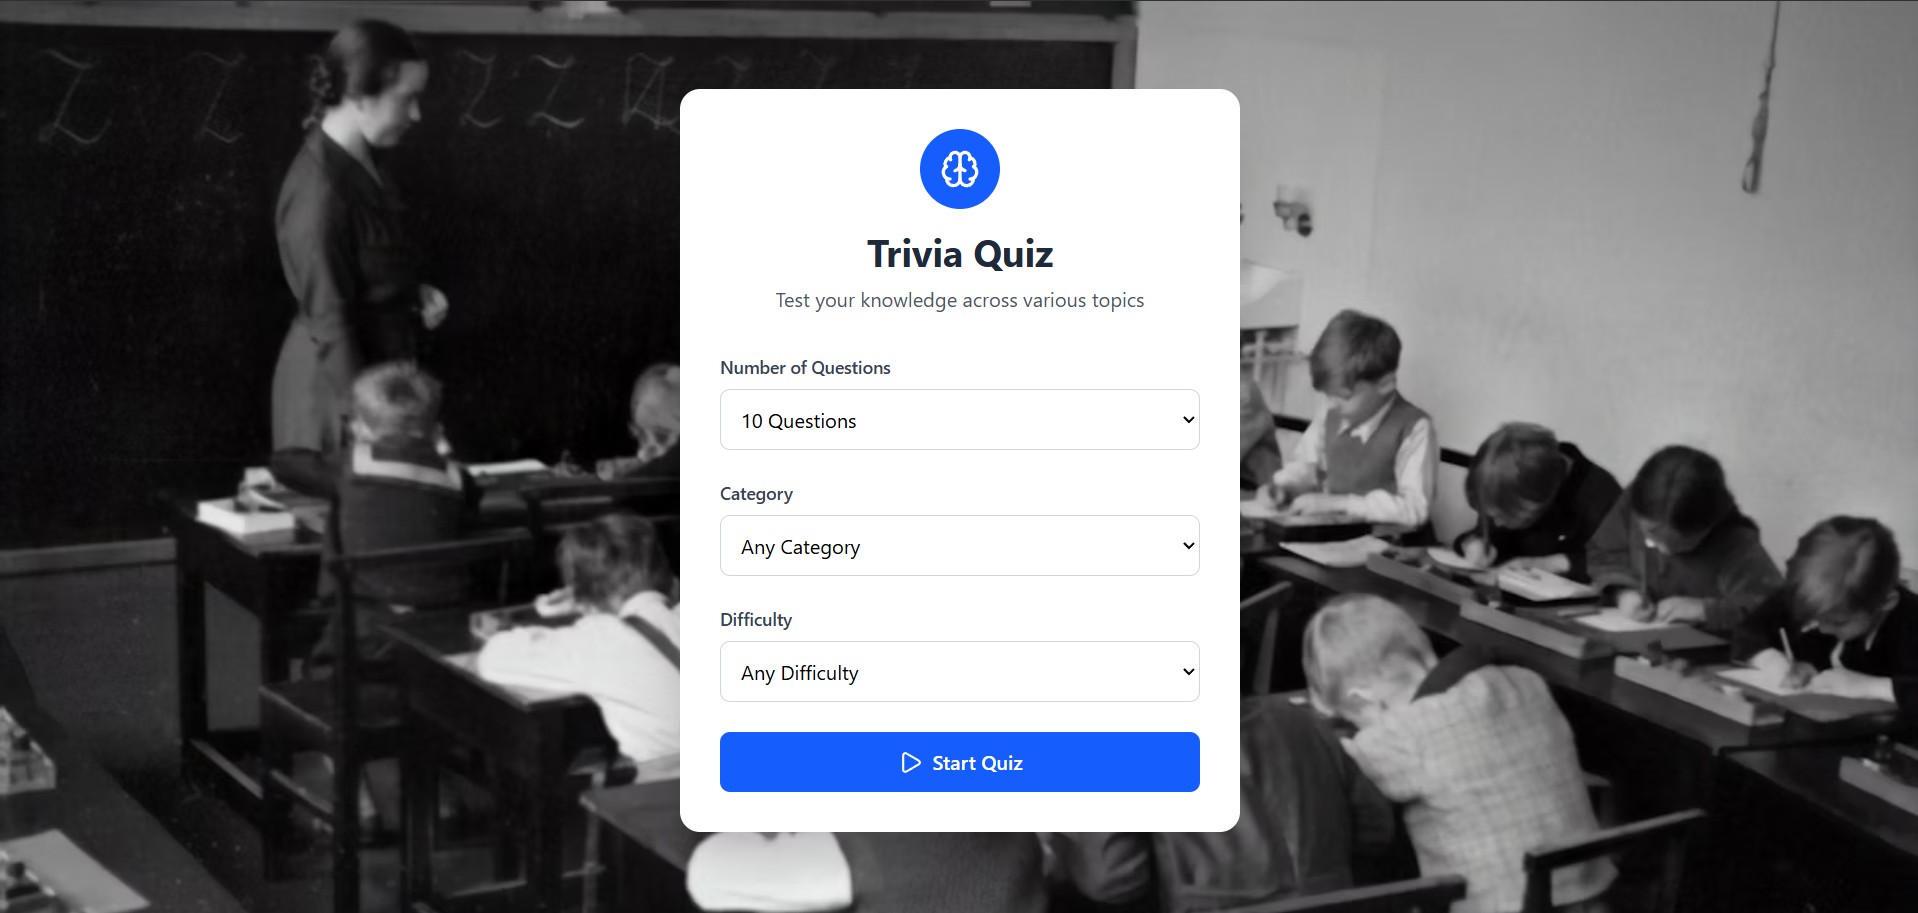 Trivia Quiz
Test your knowledge across various topics
Number of Questions
10 Questions
Category
Any Category
Difficulty
Any Difficulty
Start Quiz